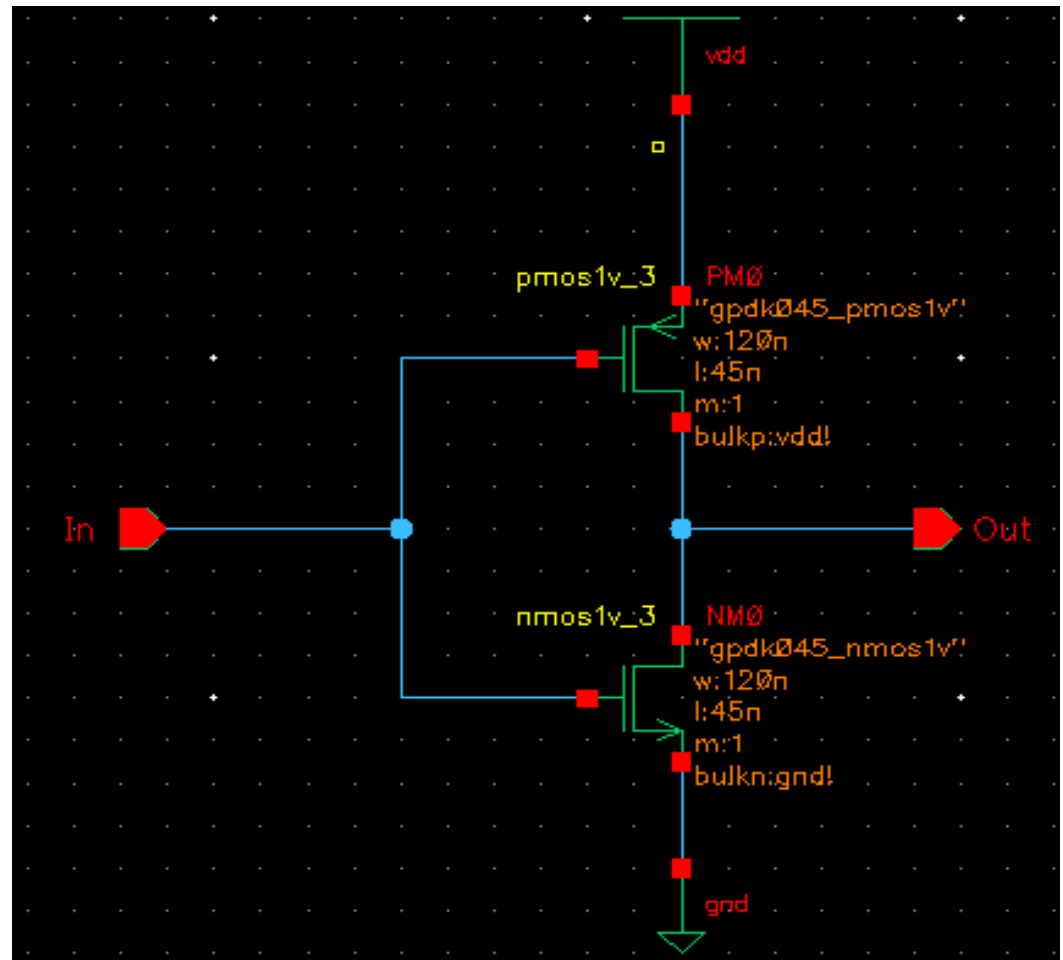 vdd
pmos1v_3
PM0
"gpdk045_pmos1v"
w:120n
l:45n
m:1
bulkp:vdd!
In
Out
nmos1v_3
NM0
"gpdk045_nmos1v"
w:120n
l:45n
m:1
bulkn:gnd!
gnd